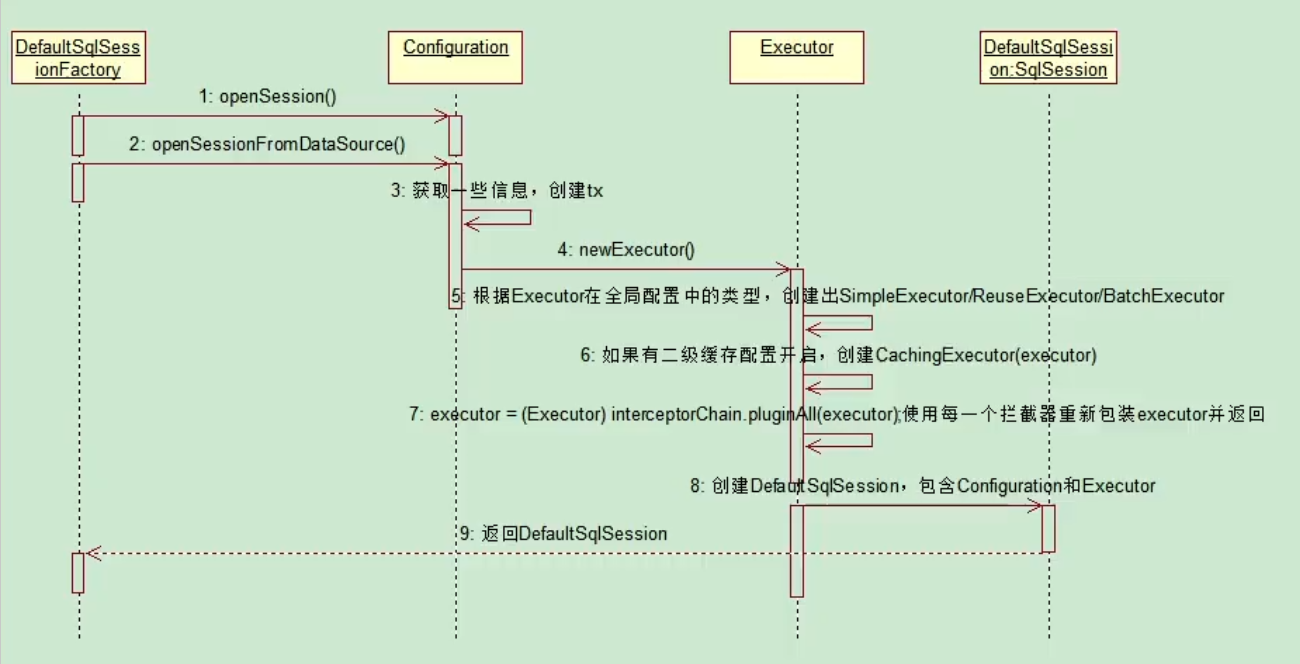 DefaultSqlSess
ionFactory
Configuration
Executor
DefaultSqlSessi
on:SqlSession
1: openSession()
2: openSessionFromDataSource()
3: 获取一些信息，创建tx
4: newExecutor()
5: 根据Executor在全局配置中的类型，创建出SimpleExecutor/ReuseExecutor/BatchExecutor
6: 如果有二级缓存配置开启，创建CachingExecutor(executor)
7: executor = (Executor) interceptorChain.pluginAll(executor);使用每一个拦截器重新包装executor并返回
8: 创建DefaultSqlSession，包含Configuration和Executor
9: 返回DefaultSqlSession